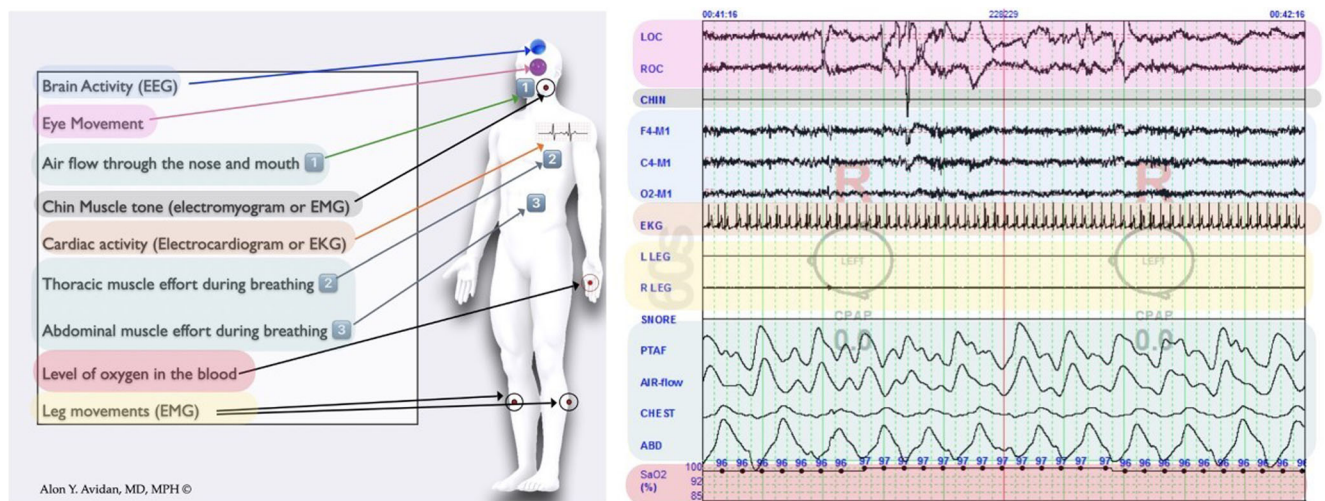 Brain Activity (EEG)
Eye Movement
Air flow through the nose and mouth 1
Chin Muscle tone (electromyogram or EMG)
Cardiac activity (Electrocardiogram or EKG)
Thoracic muscle effort during breathing 2
Abdominal muscle effort during breathing 3
Level of oxygen in the blood
Leg movements (EMG)
Alon Y. Avidan, MD, MPH ©
1
2
3
00:41:16 228229 00:42:16
LOC
ROC
CHIN
F4-M1
C4-M1
O2-M1
R R
EKG
L LEG
LEFT LEFT
R LEG
60s
SNORE
CPAP CPAP
0.0 0.0
PTAF
AIR-flow
CHEST
ABD
96 96 96 96 96 96 96 97 97 97 97 97 97 97 97 97 97 97 97 97 96 96 96 96 96 96 96 96 96
SaO2
(%)
100
92
85